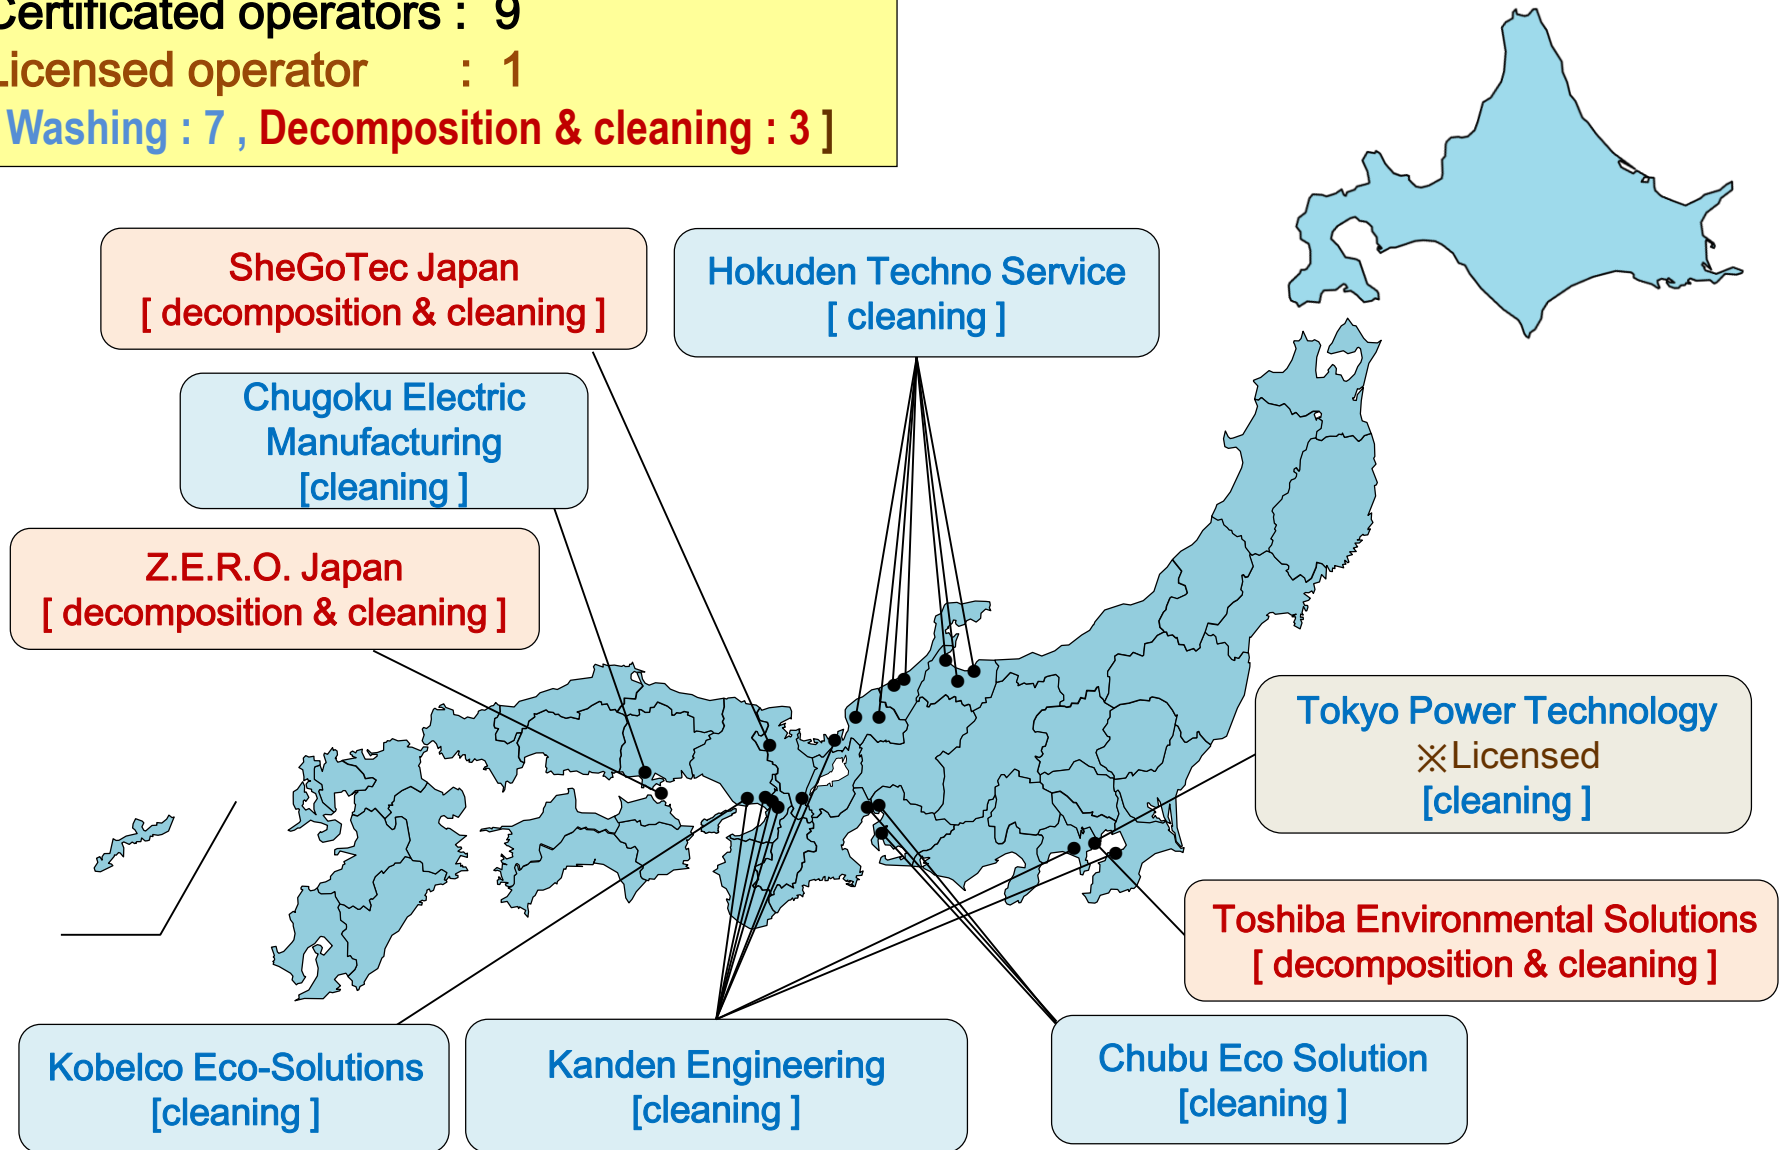 Certificated operators : 9
Licensed operator : 1
Washing : 7 , Decomposition & cleaning : 3 ]
SheGoTec Japan
[ decomposition & cleaning ]
Hokuden Techno Service
[ cleaning ]
Chugoku Electric
Manufacturing
[cleaning ]
Z.E.R.O. Japan
[ decomposition & cleaning ]
Tokyo Power Technology
※Licensed
[cleaning ]
Toshiba Environmental Solutions
[ decomposition & cleaning ]
Kobelco Eco-Solutions
[cleaning ]
Kanden Engineering
[cleaning ]
Chubu Eco Solution
[cleaning ]